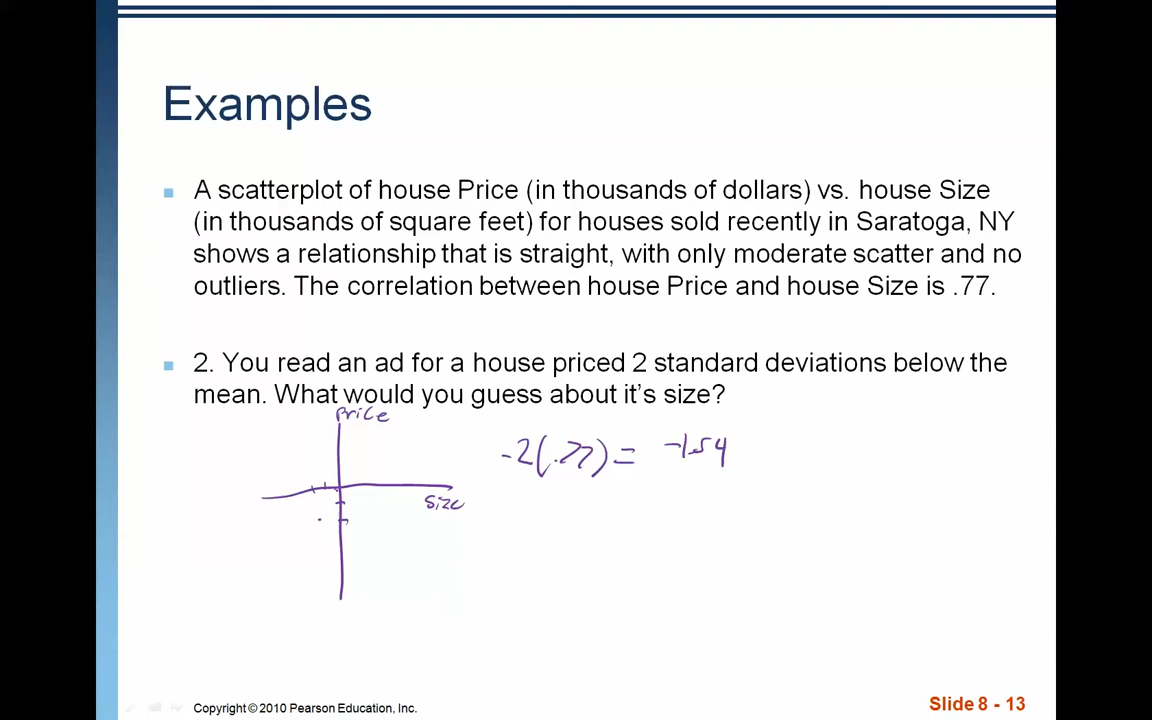 Examples
A scatterplot of house Price (in thousands of dollars) vs. house Size
(in thousands of square feet) for houses sold recently in Saratoga, NY
shows a relationship that is straight, with only moderate scatter and no
outliers. The correlation between house Price and house Size is .77.
2. You read an ad for a house priced 2 standard deviations below the
mean. What would you guess about it's size?
Price
-2(.77) = -1.54
Size
Copyright © 2010 Pearson Education, Inc.
Slide 8 - 13